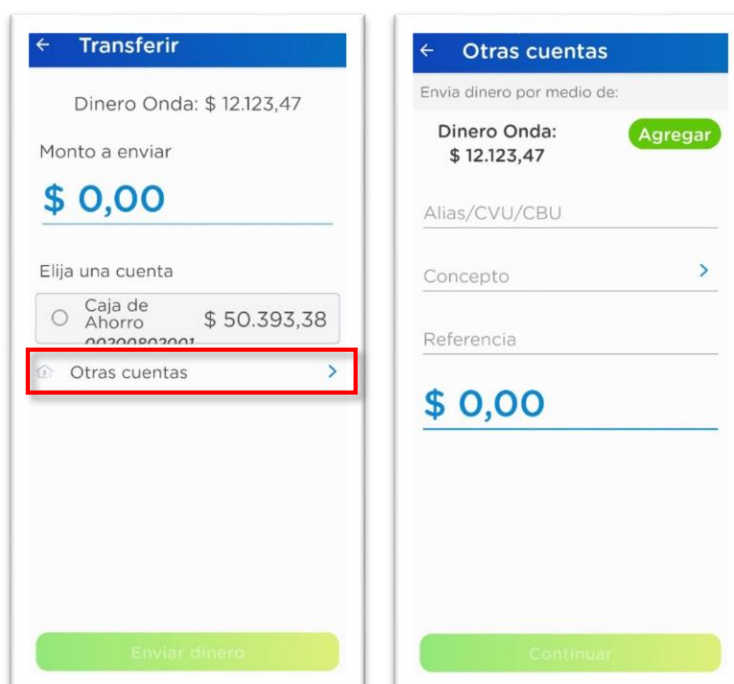 Transferir
Dinero Onda: $ 12.123,47
Monto a enviar
$ 0,00
Elija una cuenta
Caja de
Ahorro $ 50.393,38
00200802001
Otras cuentas
Enviar dinero
Otras cuentas
Envia dinero por medio de:
Dinero Onda:
$ 12.123,47
Agregar
Alias/CVU/CBU
Concepto
Referencia
$ 0,00
Continuar